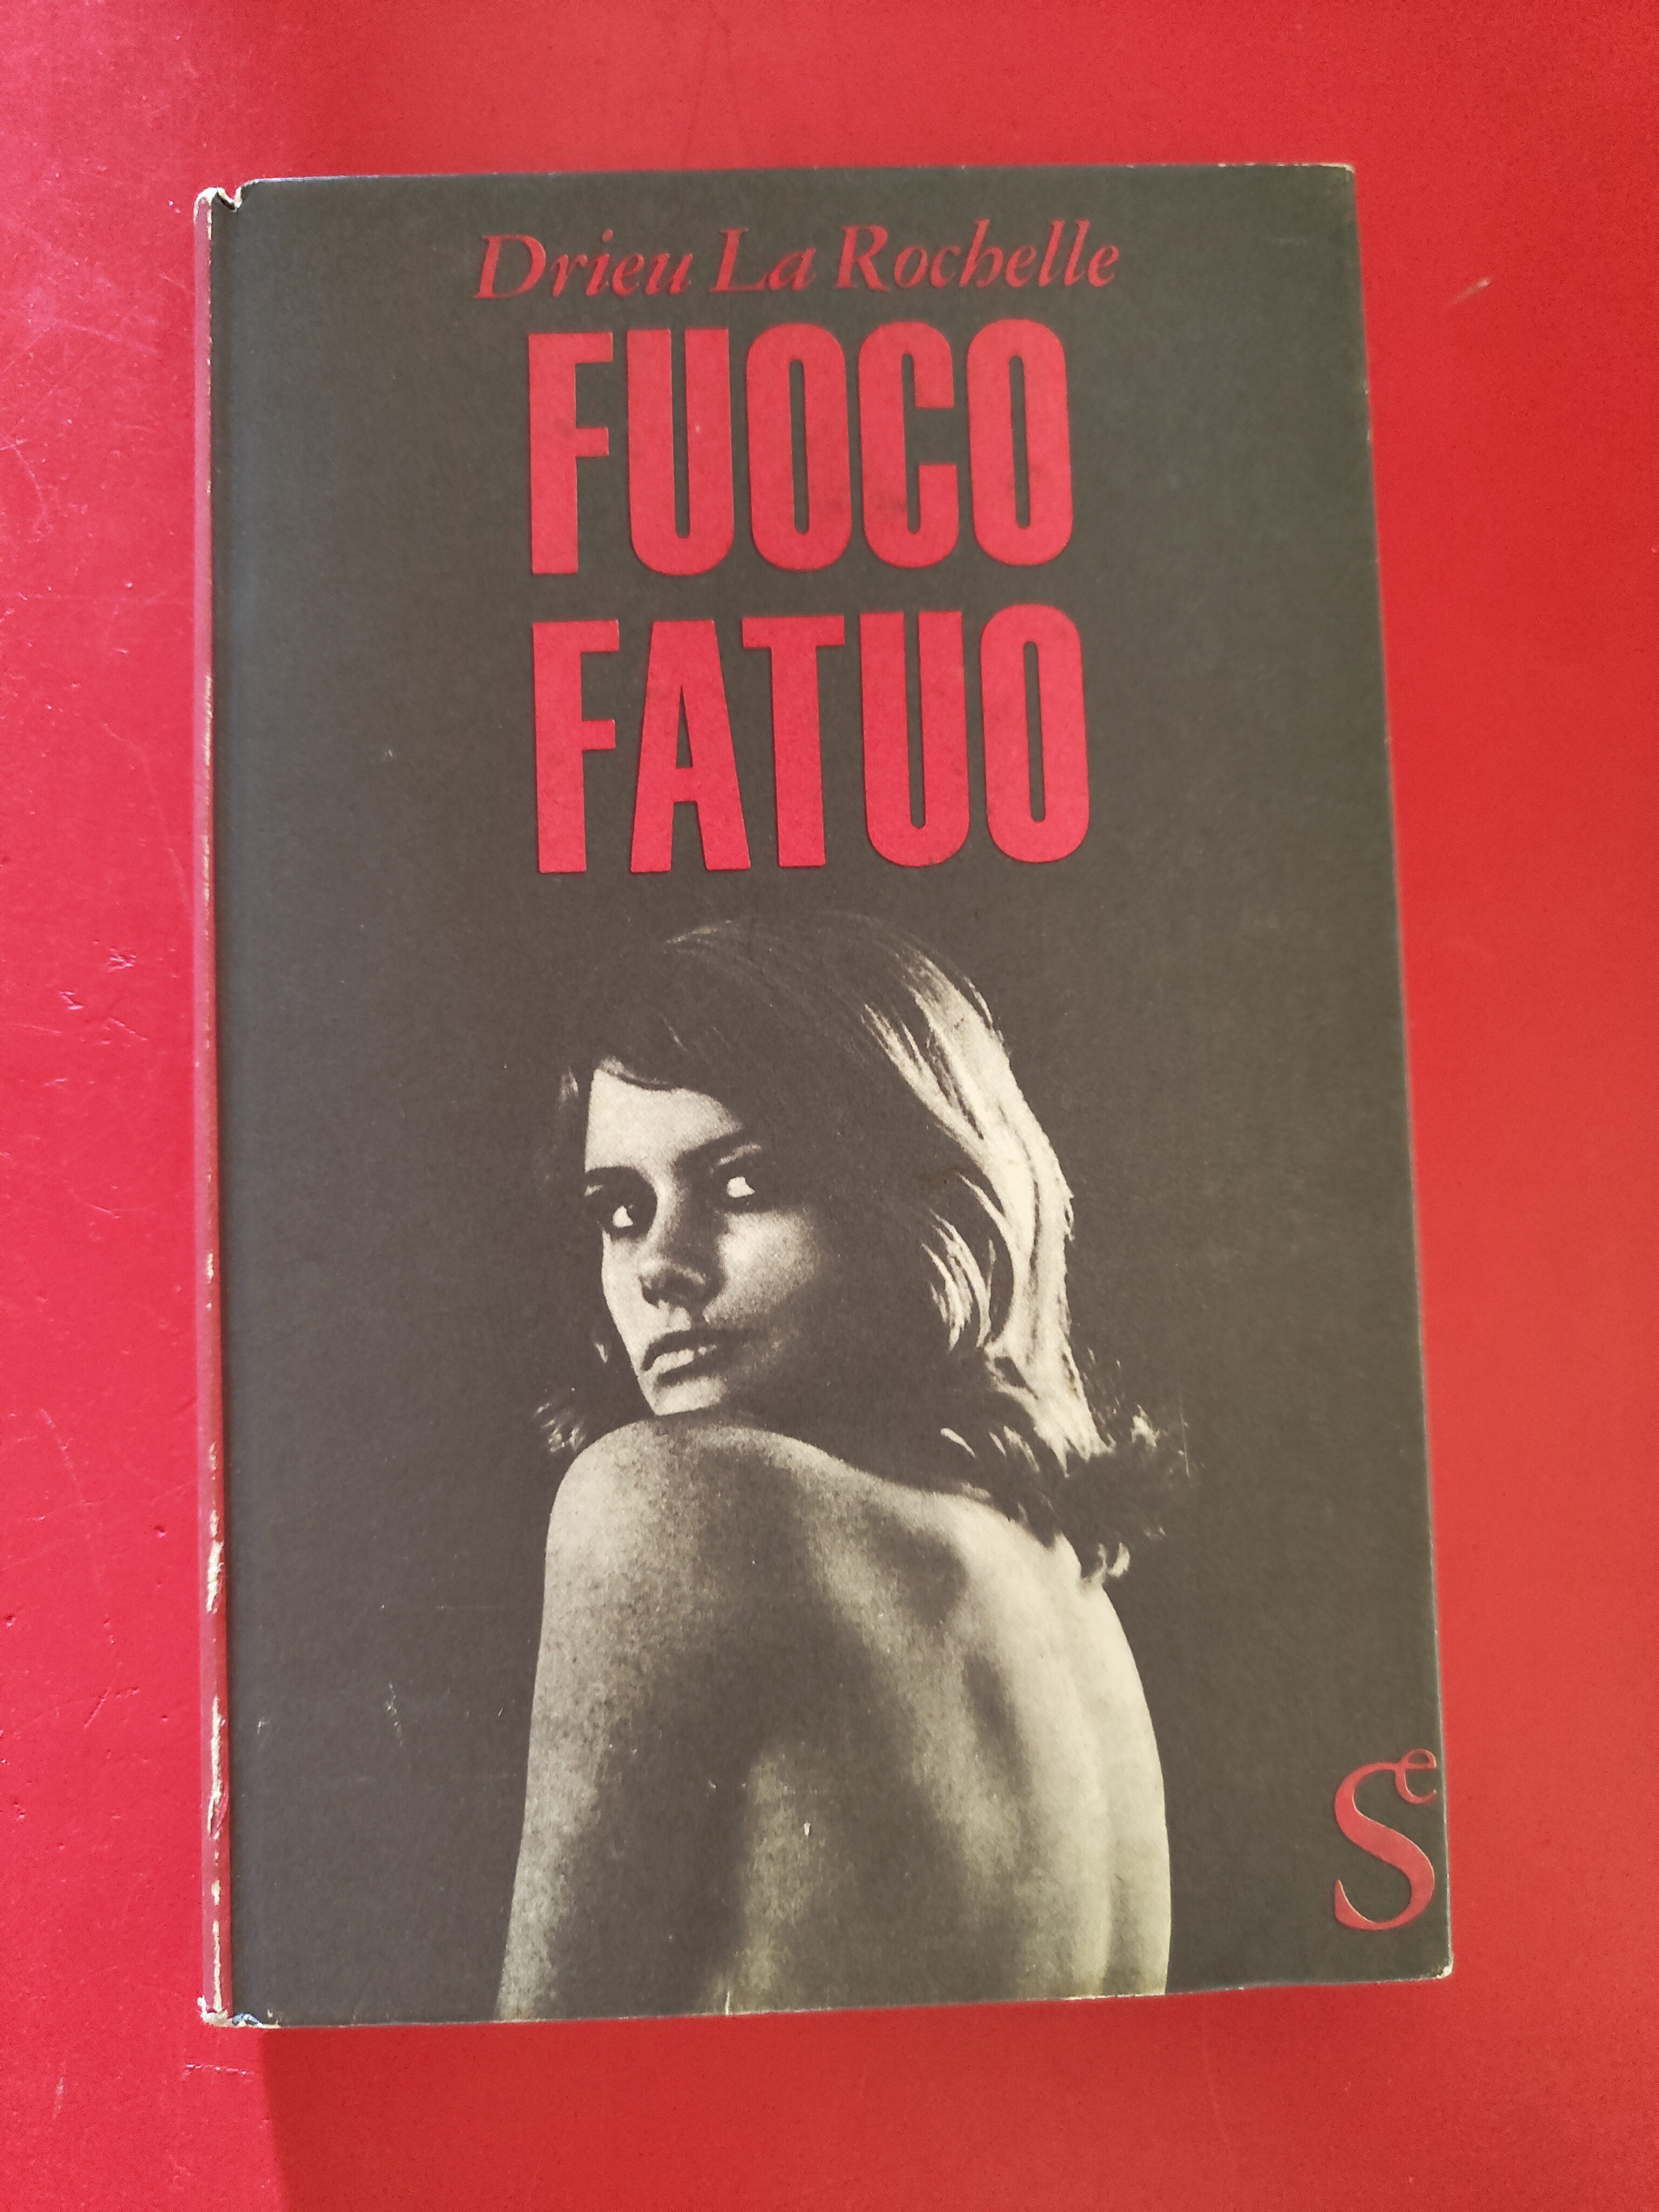 Drieu La Rochelle
FUOCO
FATUO
Se